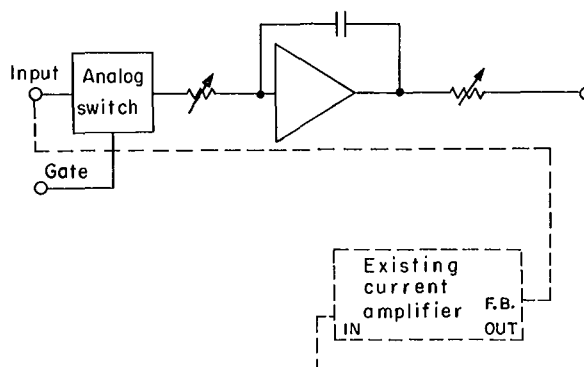 Input
Analog
switch
Gate
Existing
current
amplifier
F.B.
IN
OUT